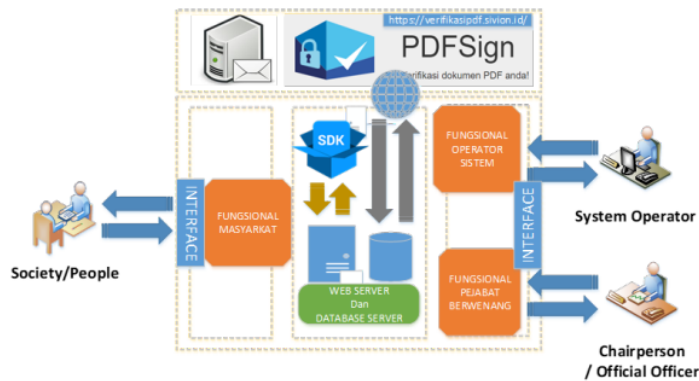 https://verifikasipdf.sivion.id/
PDFSign
erifikasi dokumen PDF anda!
SDK
FUNGSIONAL
OPERATOR
SISTEM
INTERFACE
FUNGSIONAL
MASYARKAT
INTERFACE
System Operator
Society/People
FUNGSIONAL
PEJABAT
BERWENANG
WEB SERVER
Dan
DATABASE SERVER
Chairperson
/ Official Officer